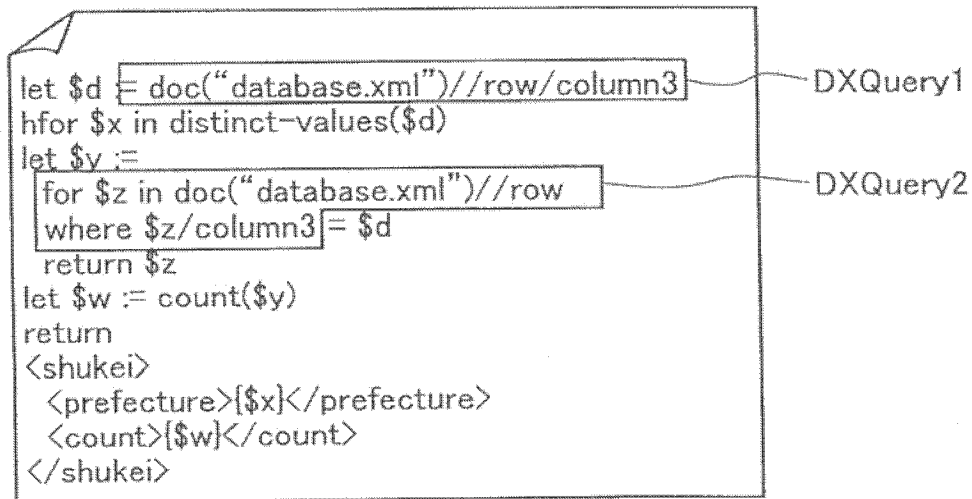 let $d := doc(“database.xml”)//row/column3
DXQuery1
hfor $x in distinct-values($d)
let $y :=
for $z in doc(“database.xml”)//row
DXQuery2
where $z/column3 = $d
return $z
let $w := count($y)
return
<shukei>
<prefecture>{$x}</prefecture>
<count>{$w}</count>
</shukei>